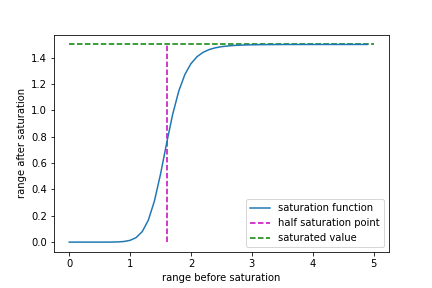 1.4
1.2
1.0
0.8
0.6
0.4
0.2
0.0
range after saturation
saturation function
half saturation point
saturated value
0 1 2 3 4 5
range before saturation